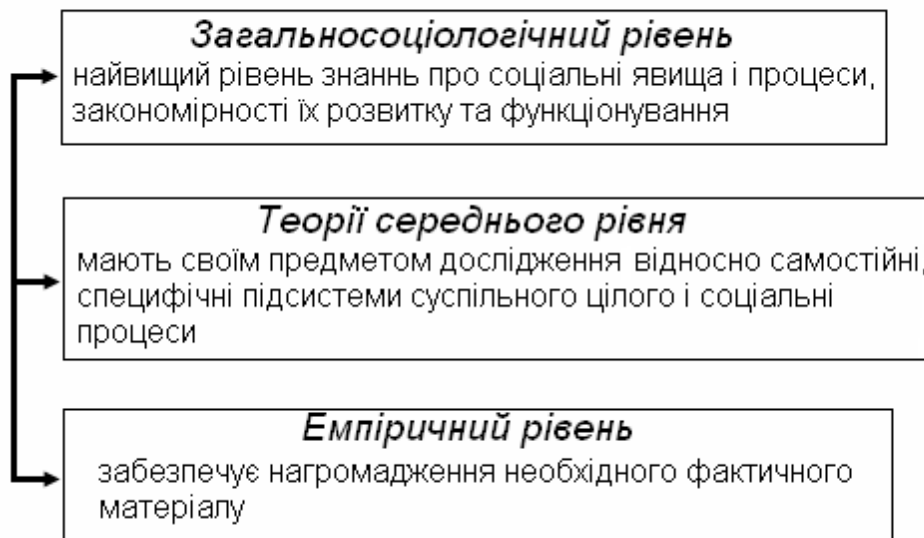 Загальносоціологічний рівень
найвищий рівень знаннь про соціальні явища і процеси,
закономірності їх розвитку та функціонування
Теорії середнього рівня
мають своїм предметом дослідження відносно самостійні,
специфічні підсистеми суспільного цілого і соціальні
процеси
Емпіричний рівень
забезпечує нагромадження необхідного фактичного
матеріалу